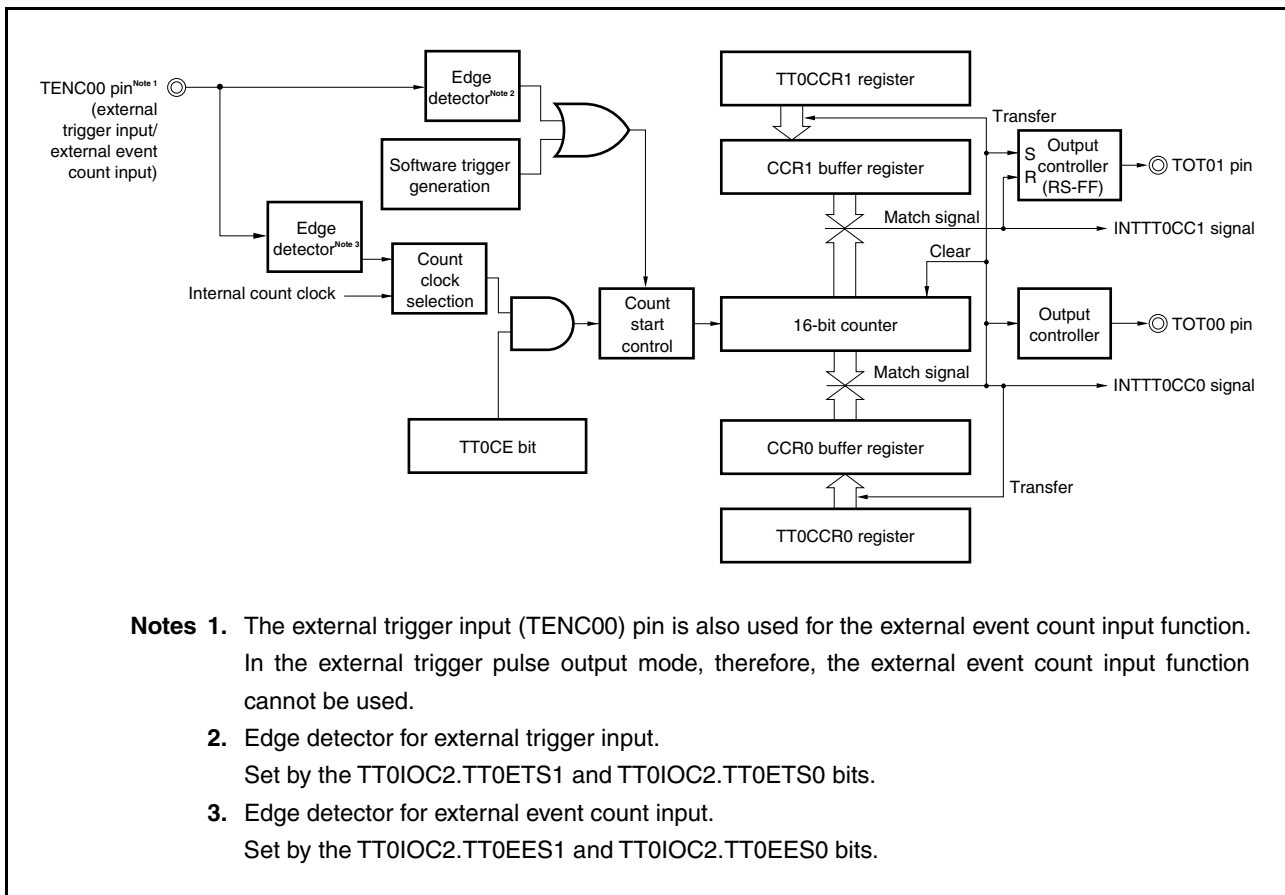 TENC00 pin Note 1
(external
trigger input/
external event
count input)
Edge
detector Note 2
Software trigger
generation
Edge
detector Note 3
Internal count clock
Count
clock
selection
TT0CE bit
Count
start
control
TT0CCR1 register
Transfer
CCR1 buffer register
S
R
Output
controller
(RS-FF)
TOT01 pin
Match signal
INTTT0CC1 signal
Clear
16-bit counter
Output
controller
TOT00 pin
Match signal
INTTT0CC0 signal
CCR0 buffer register
Transfer
TT0CCR0 register
Notes 1. The external trigger input (TENC00) pin is also used for the external event count input function.
In the external trigger pulse output mode, therefore, the external event count input function
cannot be used.
2. Edge detector for external trigger input.
Set by the TT0IOC2.TT0ETS1 and TT0IOC2.TT0ETS0 bits.
3. Edge detector for external event count input.
Set by the TT0IOC2.TT0EES1 and TT0IOC2.TT0EES0 bits.